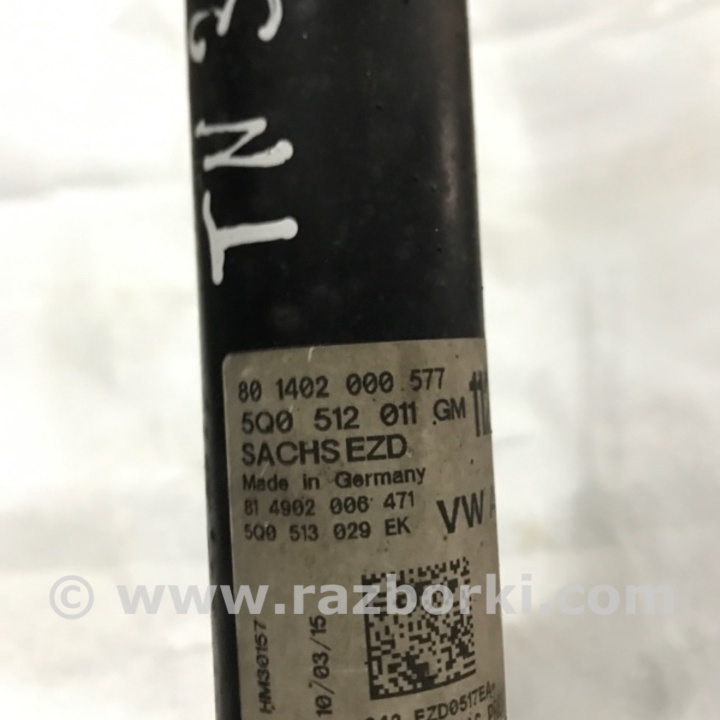 TN
80 1402 000 577
5Q0 512 011 GM
SACHS EZD
Made in Germany
81 4902 006 471
5Q0 513 029 EK
VW
© www.razborki.com
HM30157
10/03/15
EZD0517EA